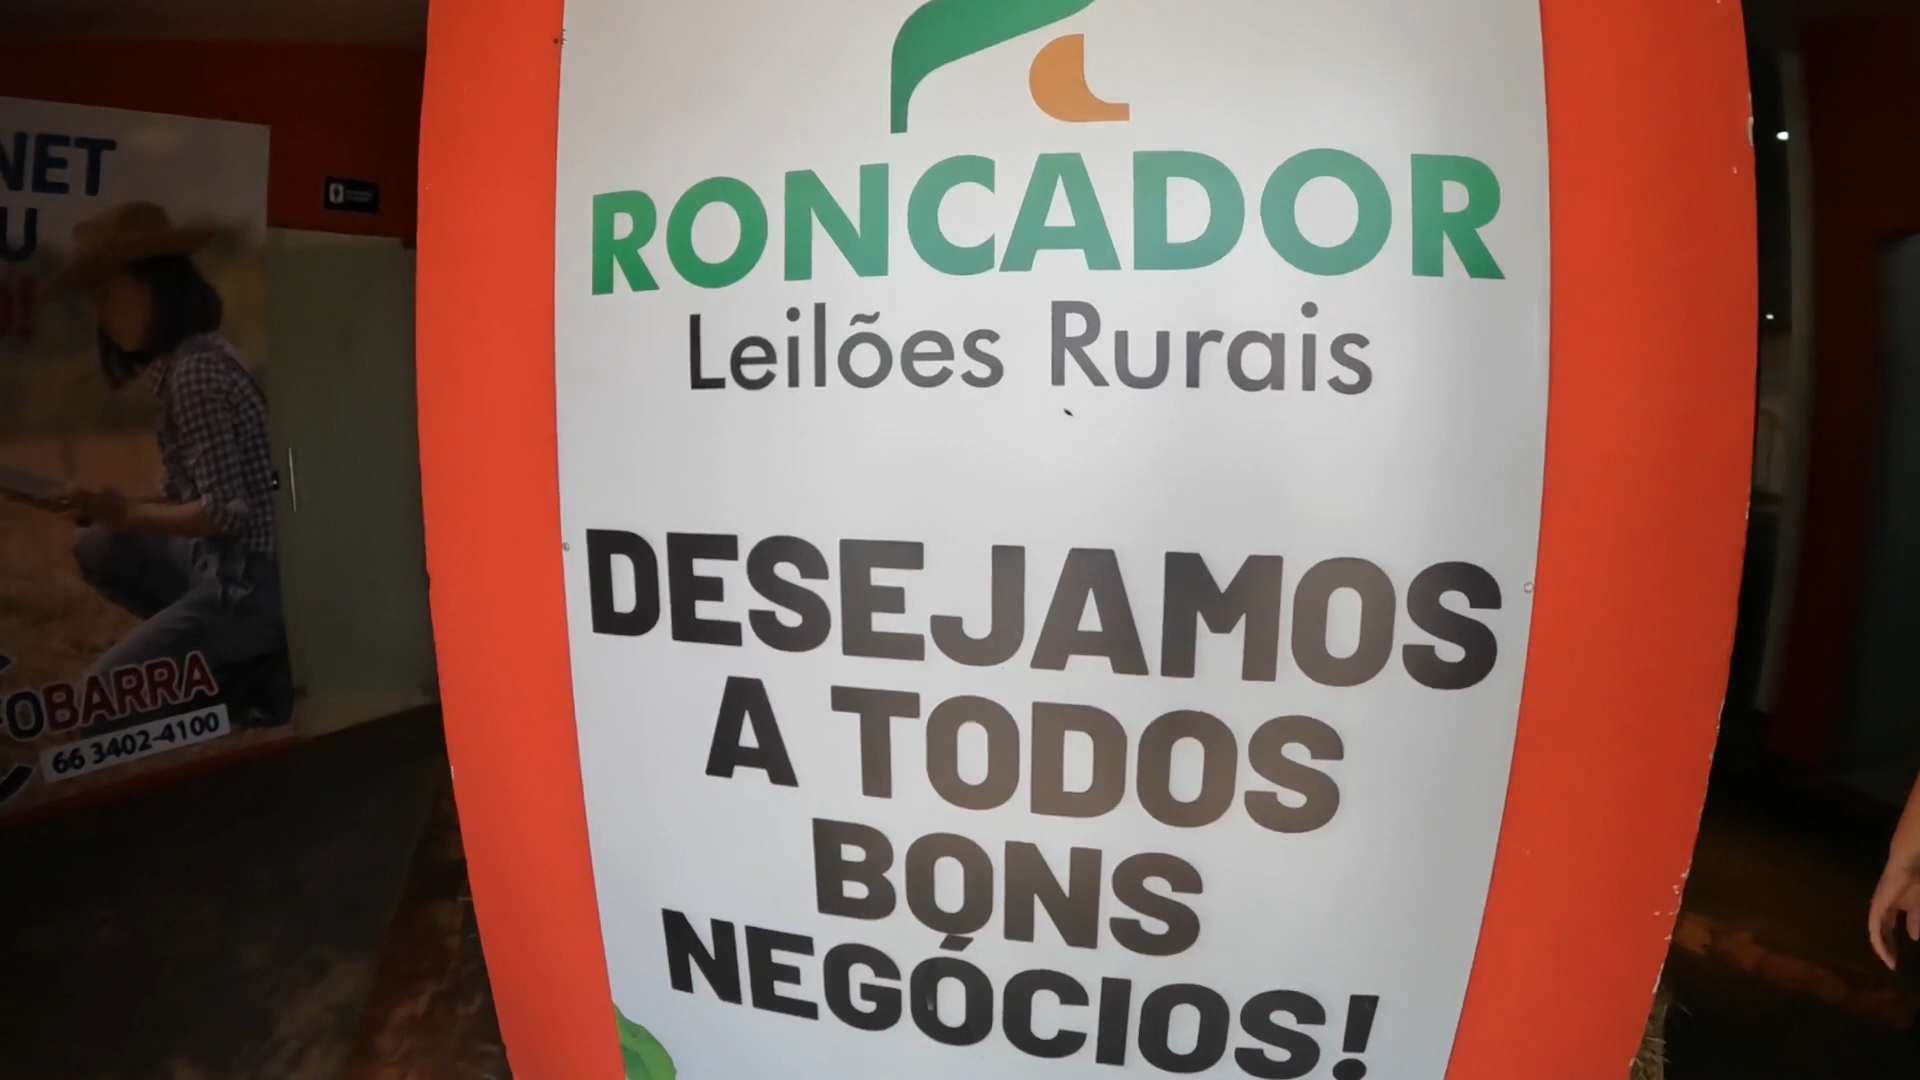 RONCADOR
Leilões Rurais
DESEJAMOS
A TODOS
BONS
NEGÓCIOS!
NET
U
!
OBARRA
66 3402-4100